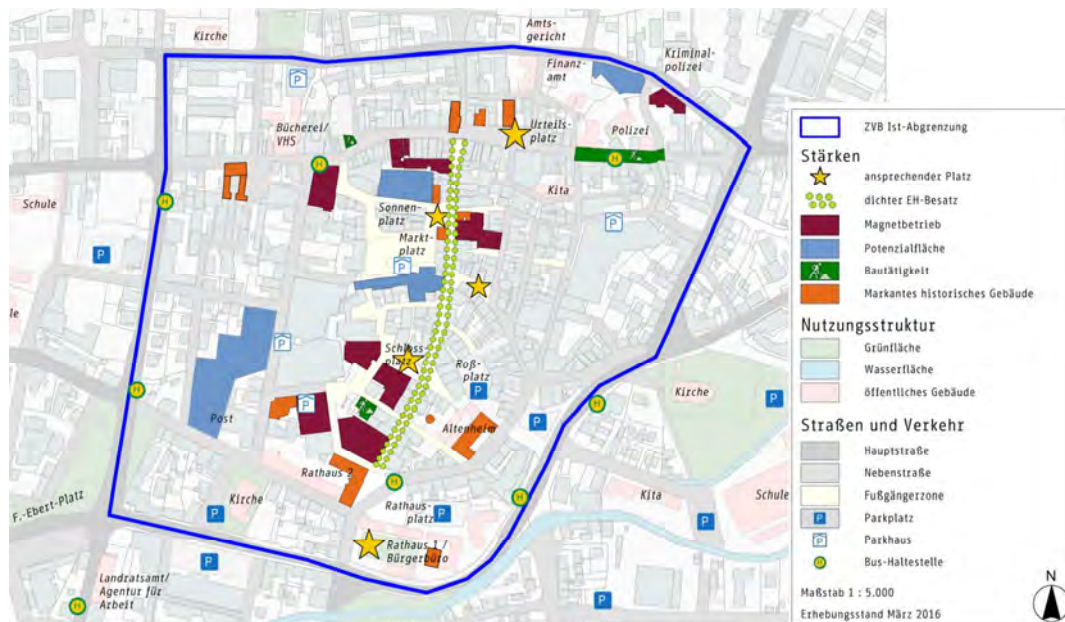 Kirche
Amts-
gericht
Kriminal-
polizei
Finanz-
amt
P
Bücherei/
VHS
Urteils-
platz
Polizei
H
H
Schule
H
Kita
Sonnen-
platz
P
Markt-
platz
P
P
Schloss-
platz
P
Roß-
platz
P
H
H
Kirche
P
P
Post
P
Altenheim
Rathaus 2
H
H
Kirche
Rathaus-
platz
P
Kita
Schule
F.-Ebert-Platz
P
P
Rathaus 1 /
Bürgerbüro
P
Landratsamt/
Agentur für
Arbeit
H
P
ZVB Ist-Abgrenzung
Stärken
ansprechender Platz
dichter EH-Besatz
Magnetbetrieb
Potenzialfläche
Bautätigkeit
Markantes historisches Gebäude
Nutzungsstruktur
Grünfläche
Wasserfläche
öffentliches Gebäude
Straßen und Verkehr
Hauptstraße
Nebenstraße
Fußgängerzone
P Parkplatz
P Parkhaus
H Bus-Haltestelle
Maßstab 1 : 5.000
Erhebungsstand März 2016
N